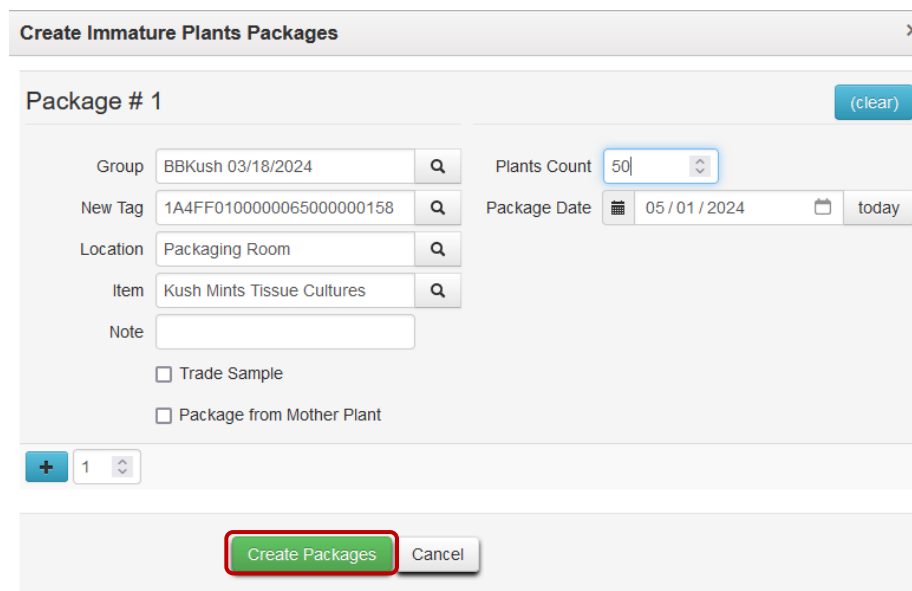 Create Immature Plants Packages
Package # 1
(clear)
Group BBKush 03/18/2024
Plants Count 50
New Tag 1A4FF0100000065000000158
Package Date 05/01/2024 today
Location Packaging Room
Item Kush Mints Tissue Cultures
Note
Trade Sample
Package from Mother Plant
+ 1
Create Packages Cancel